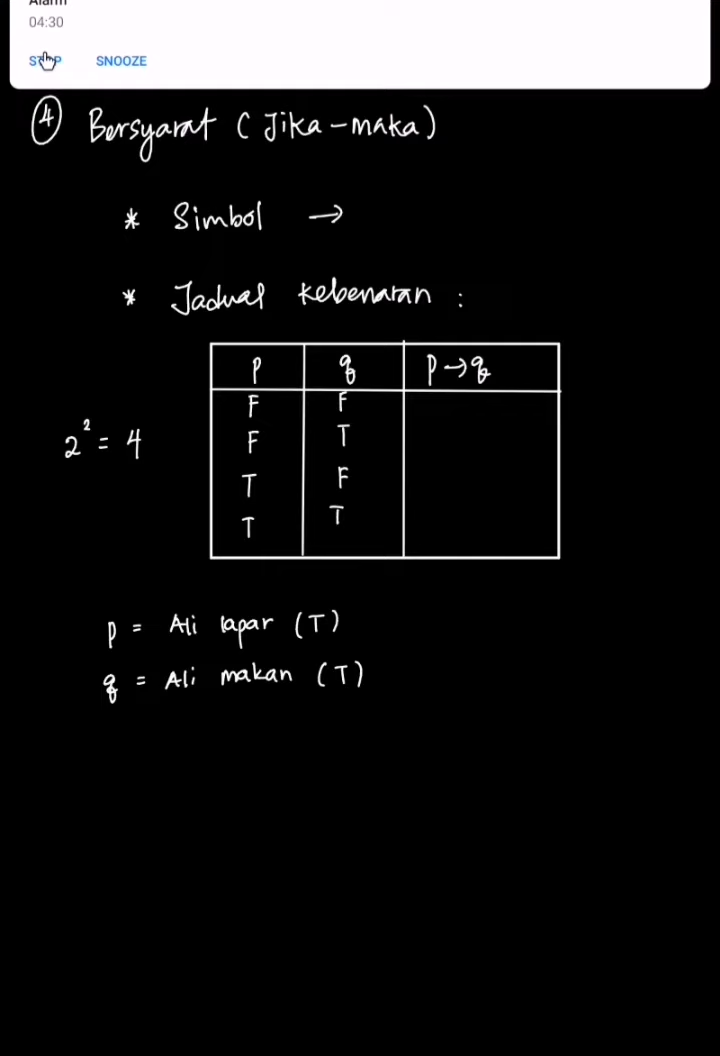 Alarm
04:30
STOP SNOOZE
4 Bersyarat (Jika-maka)
* Simbol →
* Jadual kebenaran :
p q p→q
F F
2² = 4 F T
T F
T T
p = Ali lapar (T)
q = Ali makan (T)